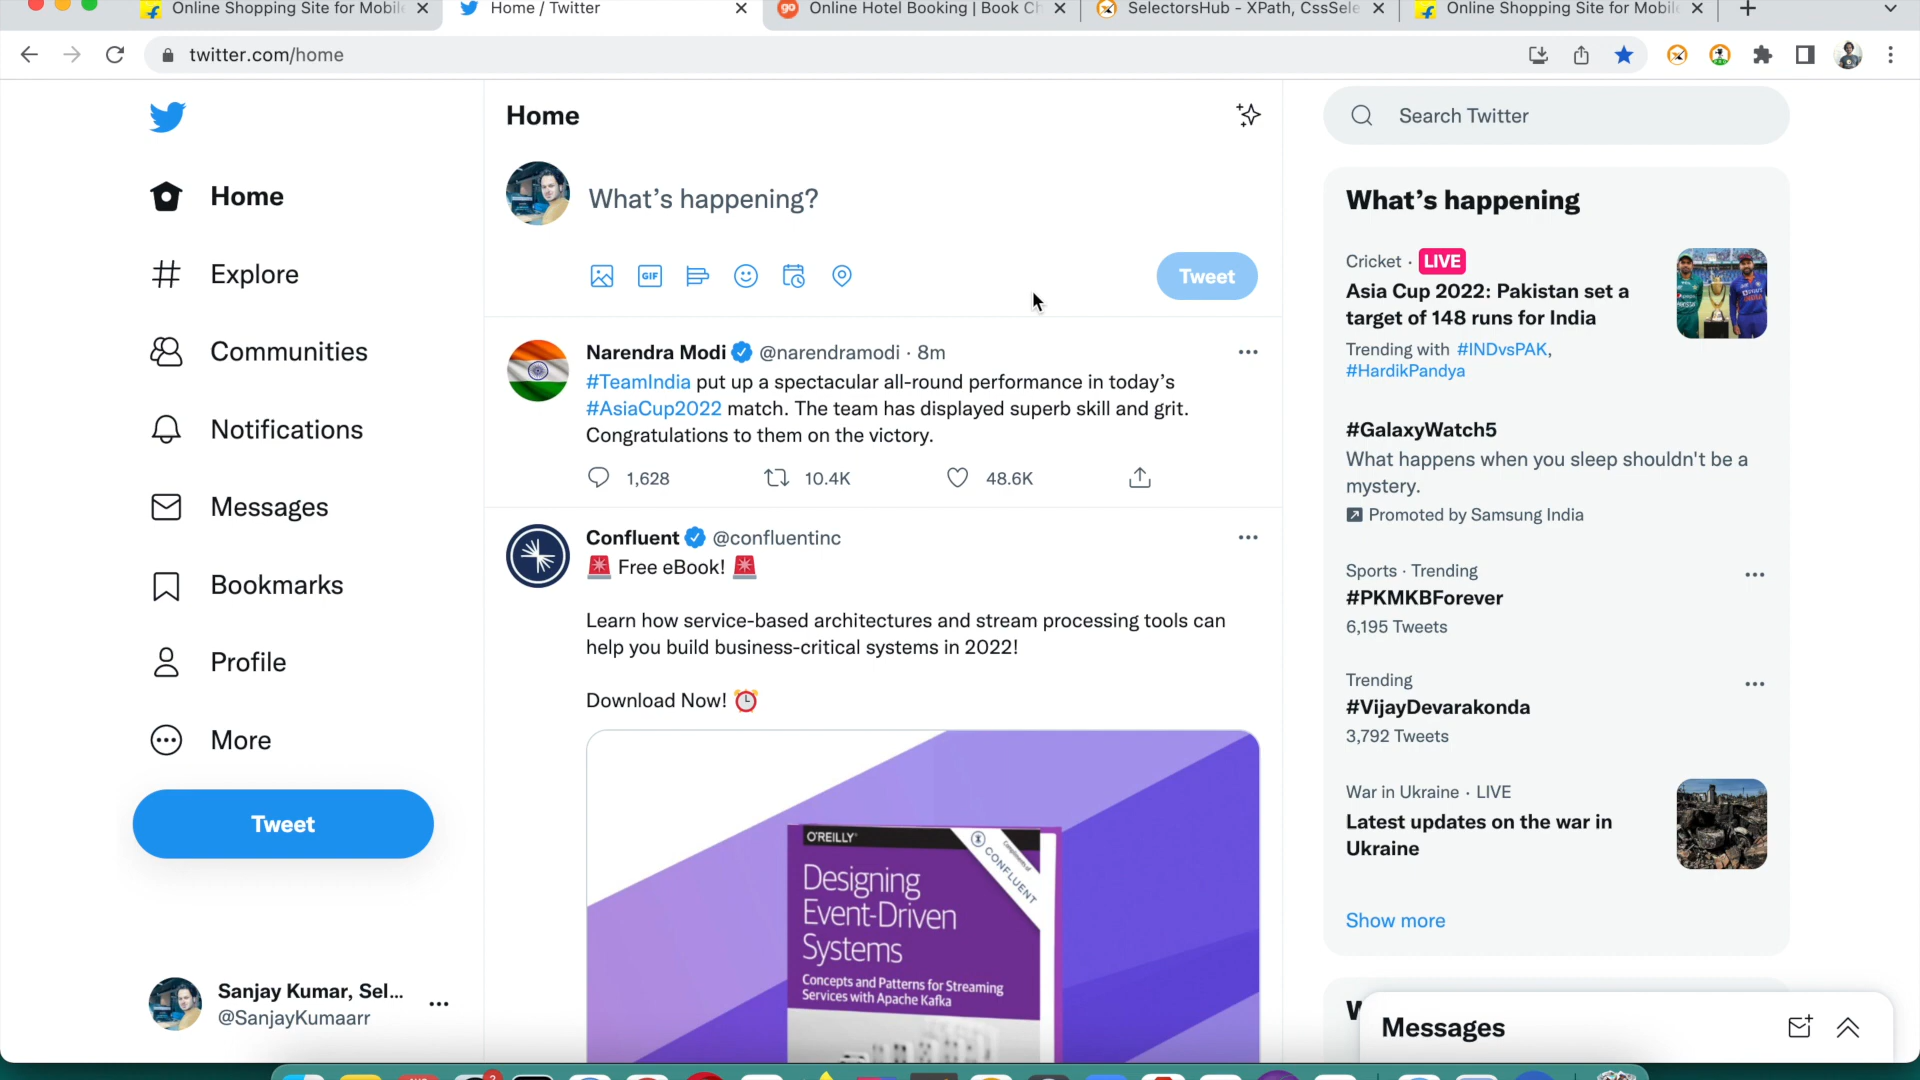 Online Shopping Site for Mobile
Home / Twitter
Online Hotel Booking | Book Ch
SelectorsHub - XPath, CssSele
Online Shopping Site for Mobile
twitter.com/home
Home
Explore
Communities
Notifications
Messages
Bookmarks
Profile
More
Tweet
Sanjay Kumar, Sel...
@SanjayKumaarr
Home
What's happening?
GIF
Tweet
Narendra Modi @narendramodi · 8m
#TeamIndia put up a spectacular all-round performance in today's
#AsiaCup2022 match. The team has displayed superb skill and grit.
Congratulations to them on the victory.
1,628 10.4K 48.6K
Confluent @confluentinc
Free eBook!
Learn how service-based architectures and stream processing tools can
help you build business-critical systems in 2022!
Download Now!
O'REILLY
Compliments of
CONFLUENT
Designing
Event-Driven
Systems
Concepts and Patterns for Streaming
Services with Apache Kafka
Search Twitter
What's happening
Cricket · LIVE
Asia Cup 2022: Pakistan set a
target of 148 runs for India
Trending with #INDvsPAK,
#HardikPandya
#GalaxyWatch5
What happens when you sleep shouldn't be a
mystery.
Promoted by Samsung India
Sports · Trending
#PKMKBForever
6,195 Tweets
Trending
#VijayDevarakonda
3,792 Tweets
War in Ukraine · LIVE
Latest updates on the war in
Ukraine
Show more
Messages